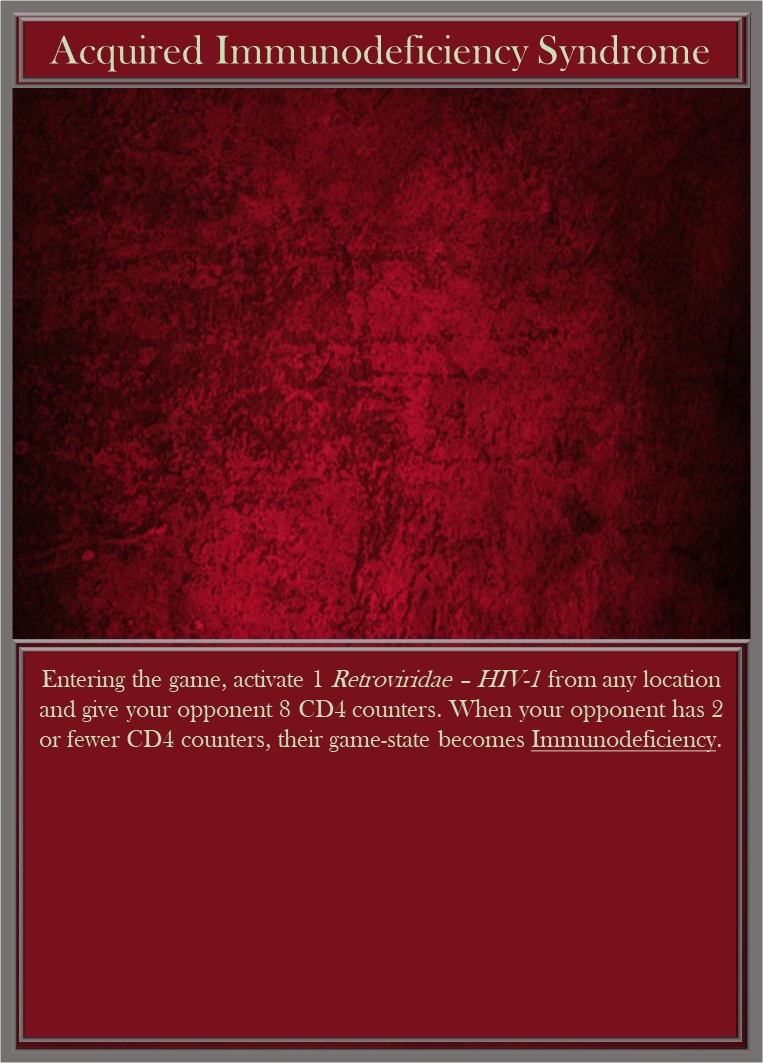 Acquired Immunodeficiency Syndrome
Entering the game, activate 1 Retroviridae – HIV-1 from any location
and give your opponent 8 CD4 counters. When your opponent has 2
or fewer CD4 counters, their game-state becomes Immunodeficiency.